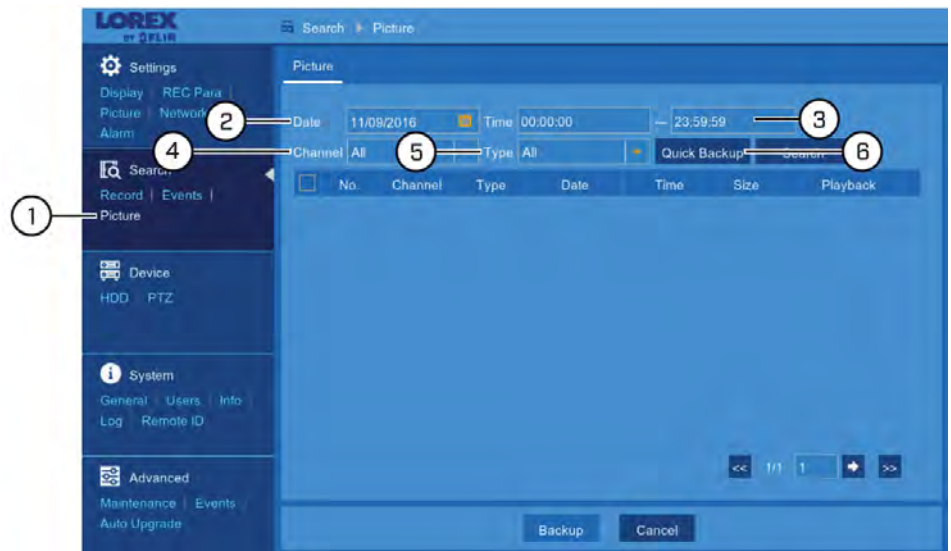 LOREX
BY FLIR
Search Picture
Settings
Display | REC Para |
Picture | Network
Alarm
Picture
2
Date 11/09/2016 Time 00:00:00 — 23:59:59
3
4
Channel All
5
Type All Quick Backup Search
6
Search
Record | Events |
Picture
1
No. Channel Type Date Time Size Playback
Device
HDD | PTZ
System
General | Users | Info
Log | Remote ID
Advanced
Maintenance | Events
Auto Upgrade
<< 1/1 1 >>
Backup Cancel